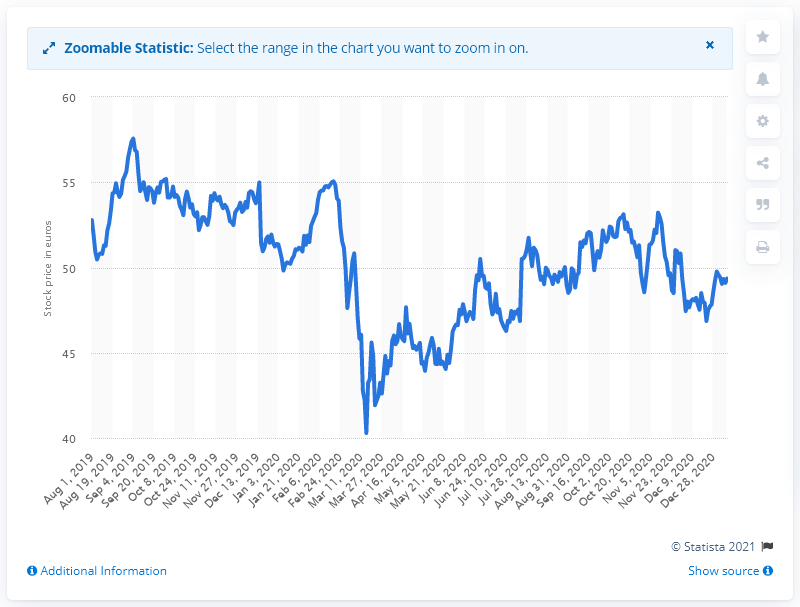 Zoomable Statistic: Select the range in the chart you want to zoom in on.
60
55
50
45
40
Stock price in euros
Aug 1, 2019
Aug 19, 2019
Sep 4, 2019
Sep 20, 2019
Oct 8, 2019
Oct 24, 2019
Nov 11, 2019
Nov 27, 2019
Dec 13, 2019
Jan 3, 2020
Jan 21, 2020
Feb 6, 2020
Feb 24, 2020
Mar 11, 2020
Mar 27, 2020
Apr 16, 2020
May 5, 2020
May 21, 2020
Jun 8, 2020
Jun 24, 2020
Jul 10, 2020
Jul 28, 2020
Aug 13, 2020
Aug 31, 2020
Sep 16, 2020
Oct 2, 2020
Oct 20, 2020
Nov 5, 2020
Nov 23, 2020
Dec 9, 2020
Dec 28, 2020
© Statista 2021
Additional Information
Show source